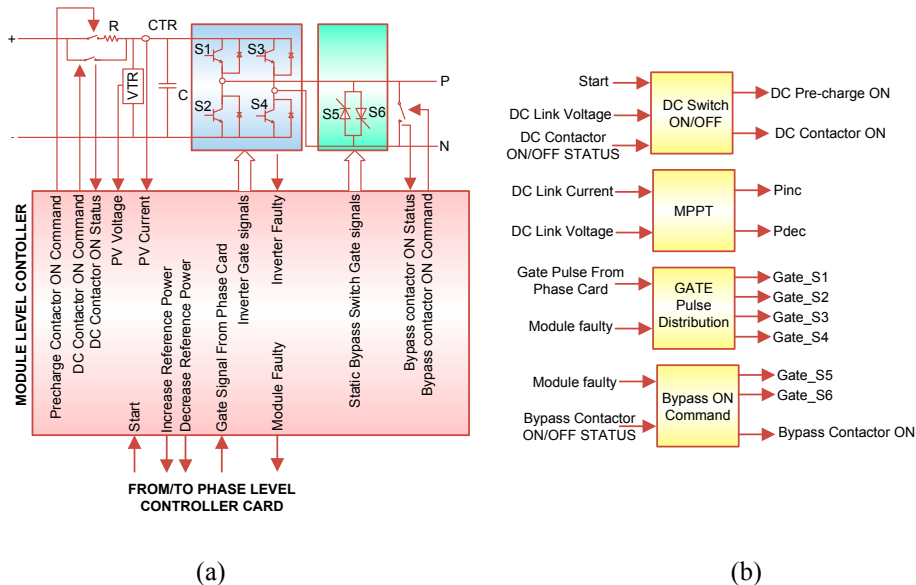 +
R
CTR
S1
S3
VTR
C
S2
S4
S5
S6
P
-
N
MODULE LEVEL CONTOLLER
Precharge Contactor ON Command
DC Contactor ON Command
DC Contactor ON Status
PV Voltage
PV Current
Inverter Gate signals
Inverter Faulty
Static Bypass Switch Gate signals
Bypass contactor ON Status
Bypass contactor ON Command
Start
Increase Reference Power
Decrease Reference Power
Gate Signal From Phase Card
Module Faulty
FROM/TO PHASE LEVEL
CONTROLLER CARD
(a)
Start
DC Link Voltage
DC Contactor
ON/OFF STATUS
DC Switch
ON/OFF
DC Pre-charge ON
DC Contactor ON
DC Link Current
DC Link Voltage
MPPT
Pinc
Pdec
Gate Pulse From
Phase Card
Module faulty
GATE
Pulse
Distribution
Gate_S1
Gate_S2
Gate_S3
Gate_S4
Module faulty
Bypass Contactor
ON/OFF STATUS
Bypass ON
Command
Gate_S5
Gate_S6
Bypass Contactor ON
(b)